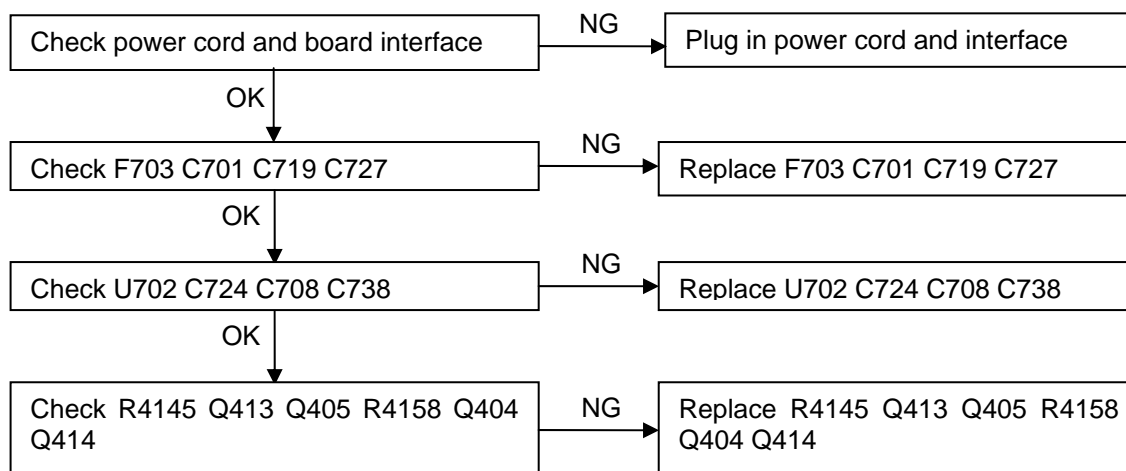 Check power cord and board interface
NG
Plug in power cord and interface
OK
Check F703 C701 C719 C727
NG
Replace F703 C701 C719 C727
OK
Check U702 C724 C708 C738
NG
Replace U702 C724 C708 C738
OK
Check R4145 Q413 Q405 R4158 Q404
Q414
NG
Replace R4145 Q413 Q405 R4158
Q404 Q414